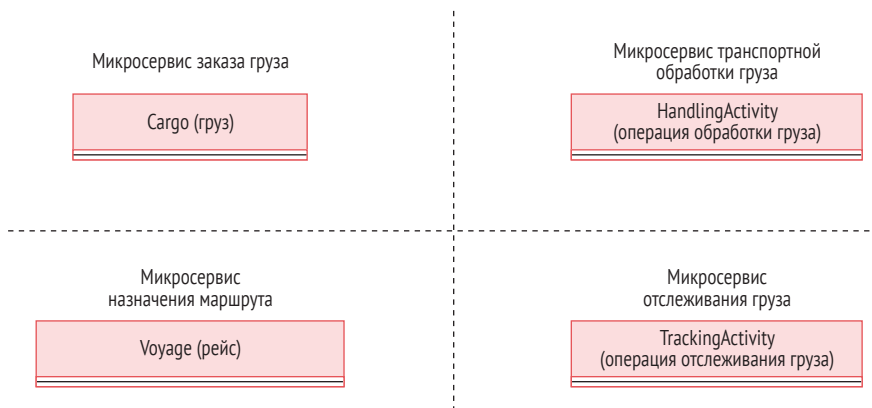 Микросервис заказа груза
Cargo (груз)
Микросервис транспортной
обработки груза
HandlingActivity
(операция обработки груза)
Микросервис
назначения маршрута
Voyage (рейс)
Микросервис
отслеживания груза
TrackingActivity
(операция отслеживания груза)